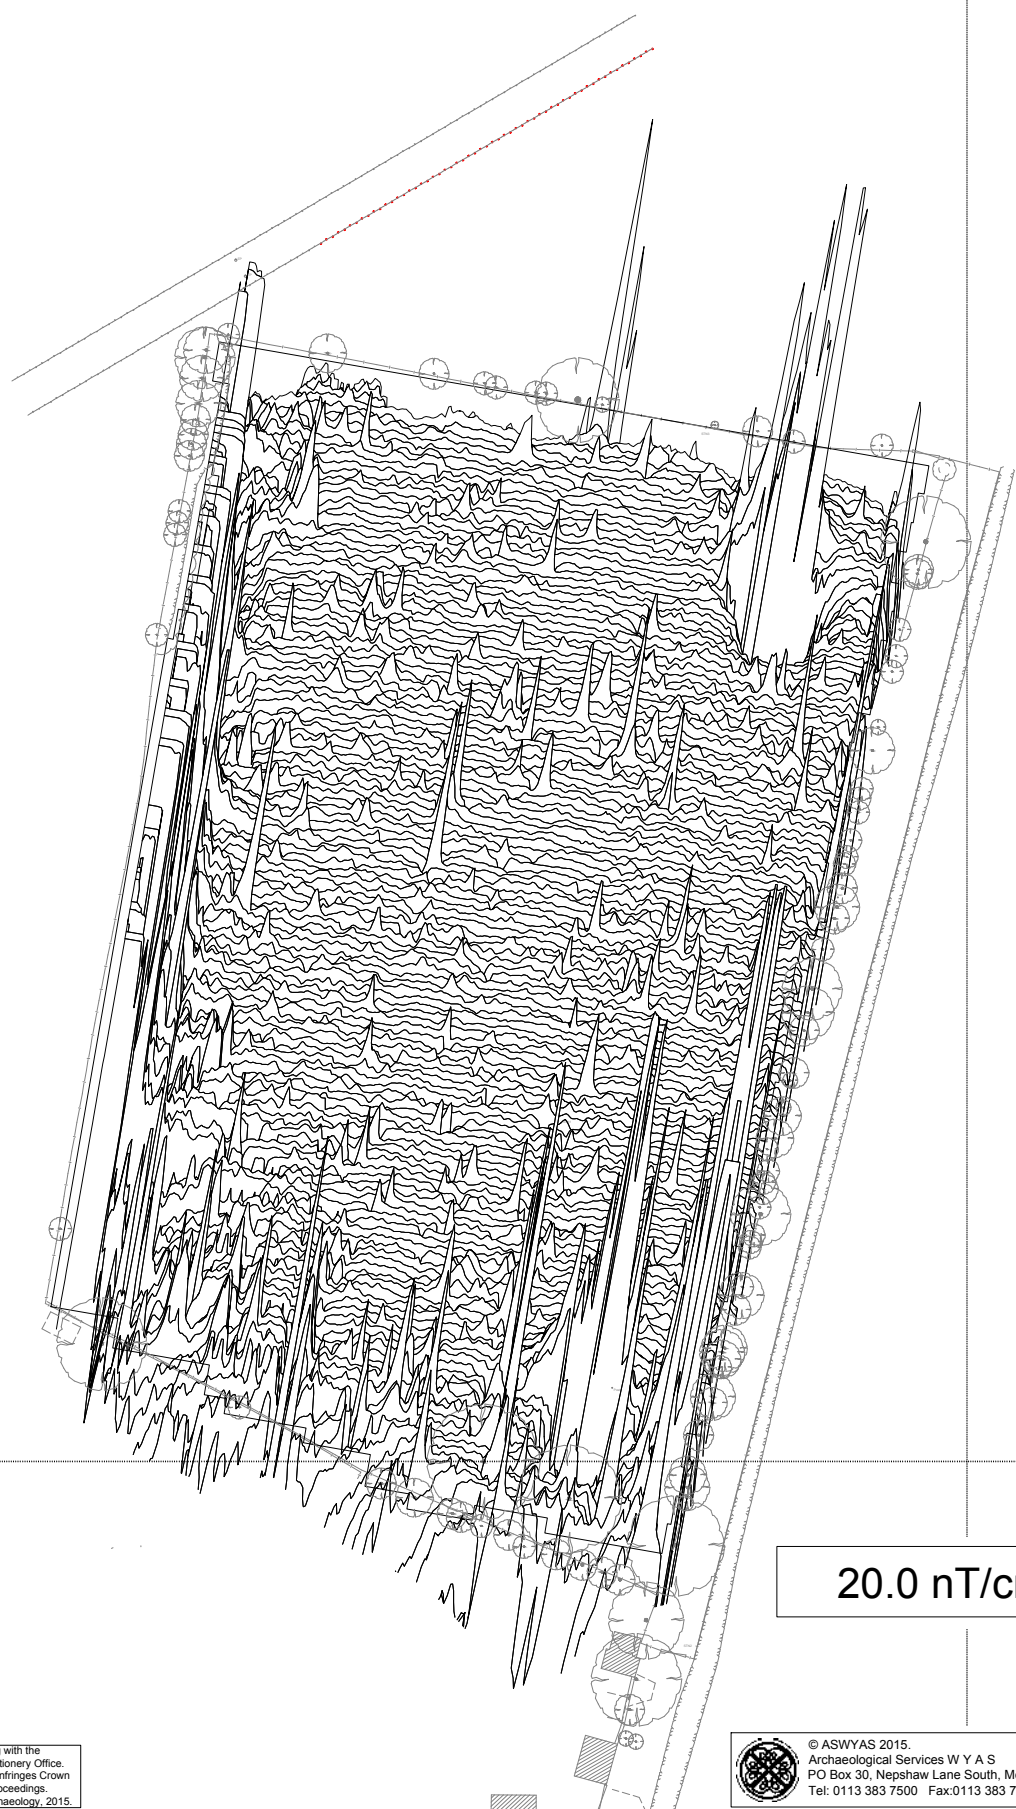 20.0 nT/c
with the
tionery Office.
nfringes Crown
oceedings.
haeology, 2015.
© ASWYAS 2015.
Archaeological Services W Y A S
PO Box 30, Nepshaw Lane South, M
Tel: 0113 383 7500 Fax:0113 383 7